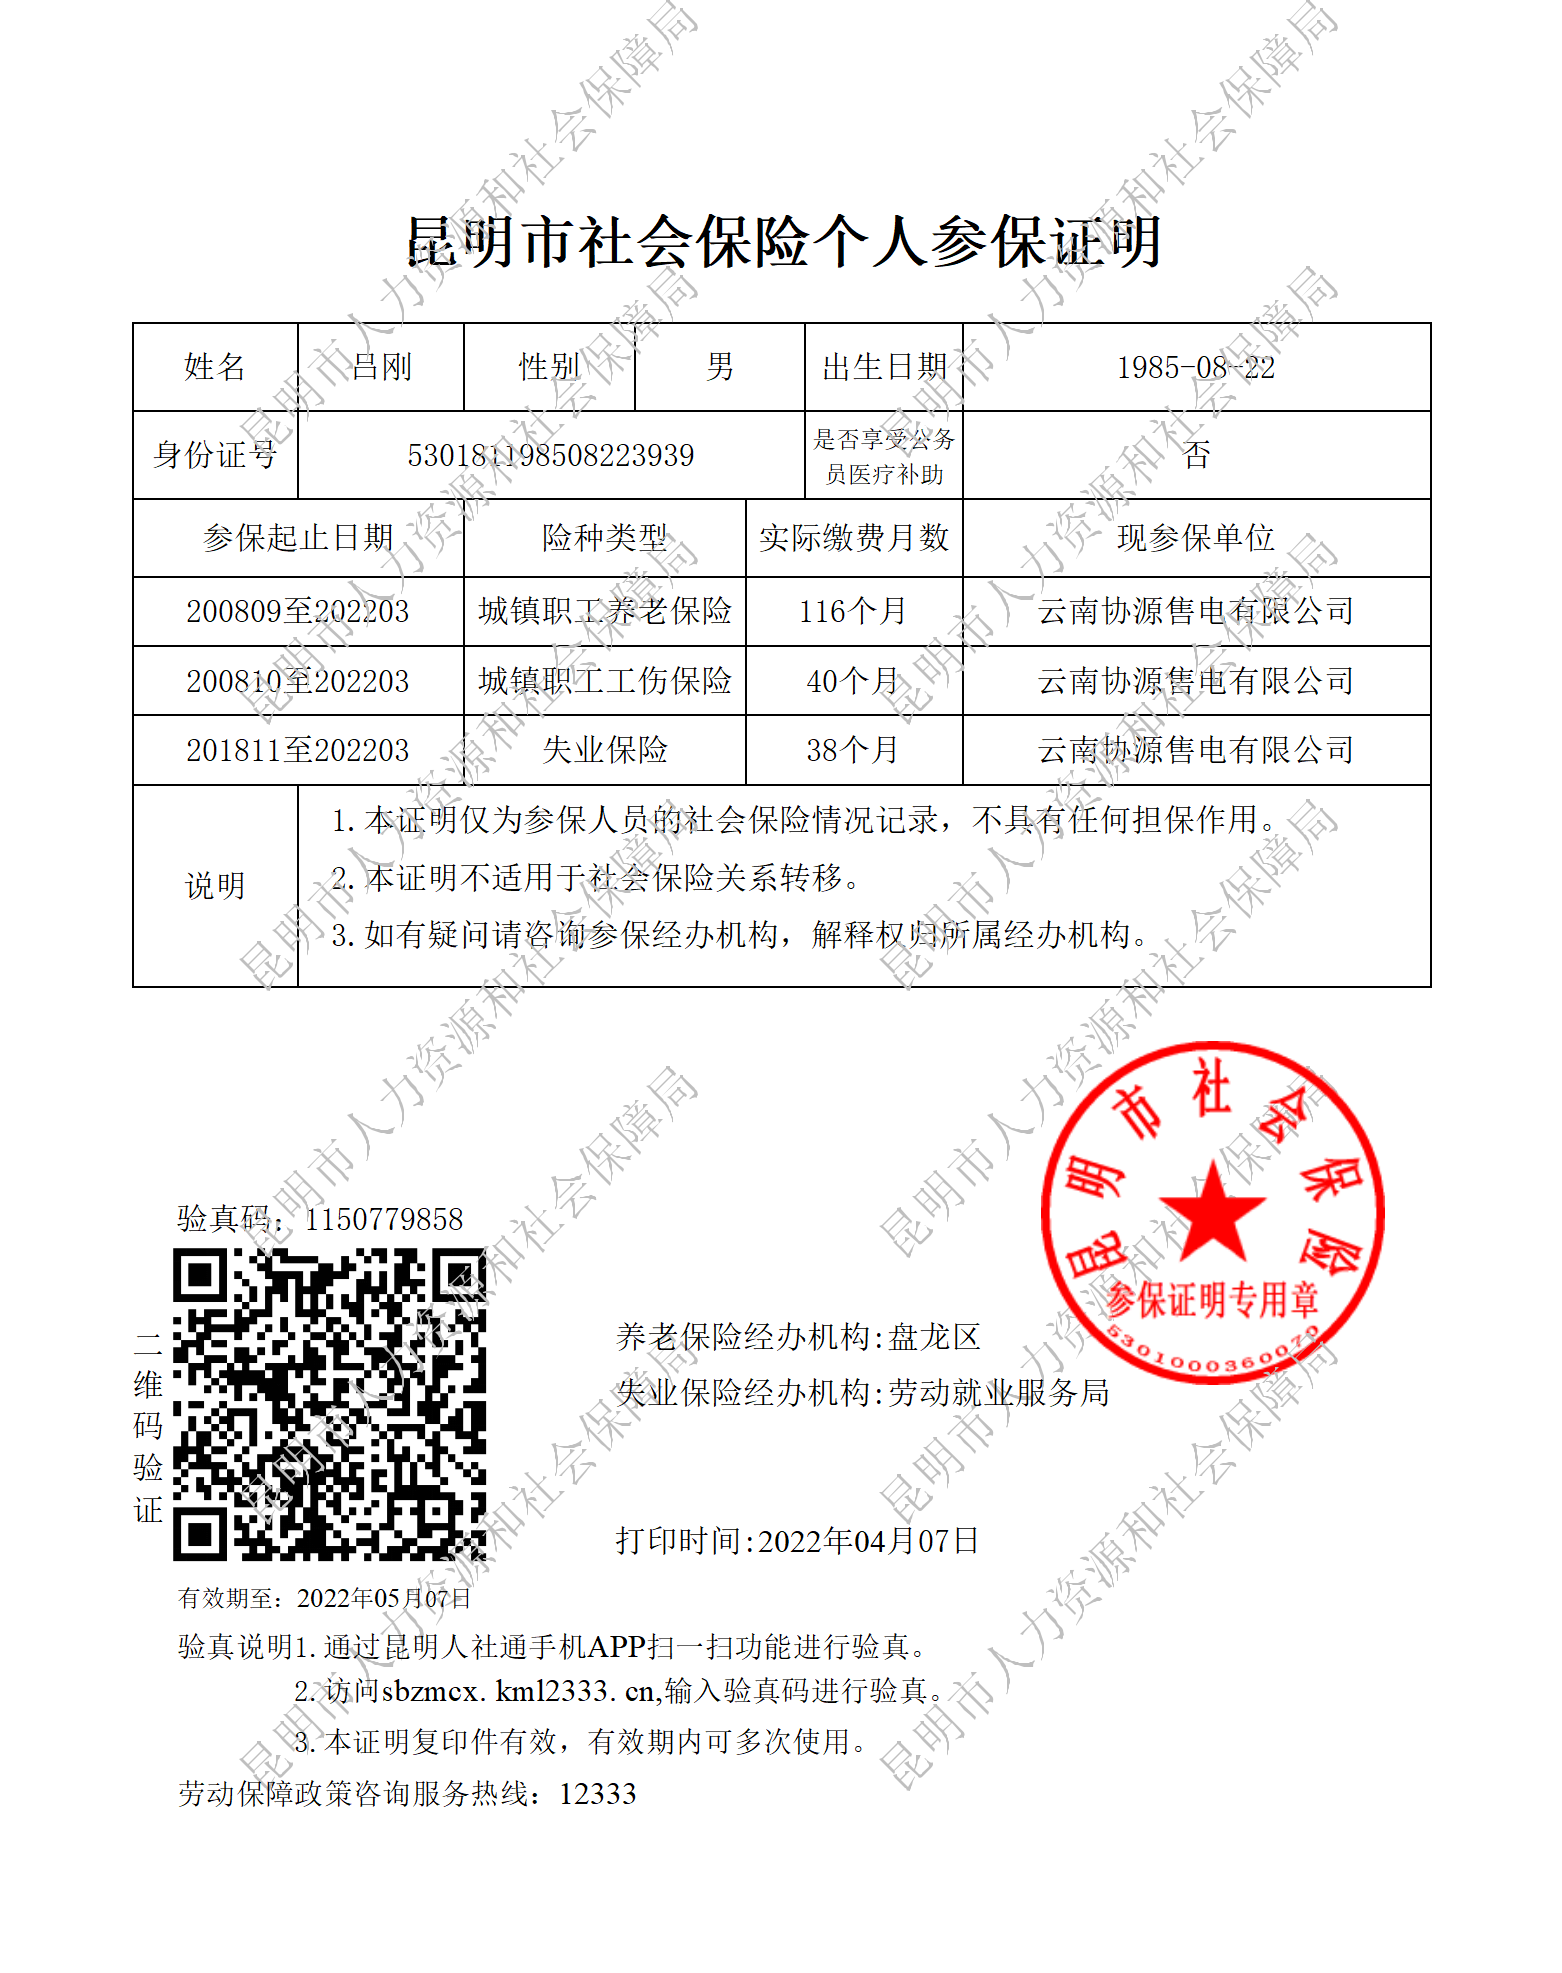 昆明市社会保险个人参保证明
姓名 吕刚 性别 男 出生日期 1985-08-22
身份证号 530181198508223939 是否享受公务员医疗补助 否
参保起止日期 险种类型 实际缴费月数 现参保单位
200809至202203 城镇职工养老保险 116个月 云南协源售电有限公司
200810至202203 城镇职工工伤保险 40个月 云南协源售电有限公司
201811至202203 失业保险 38个月 云南协源售电有限公司
说明
1.本证明仅为参保人员的社会保险情况记录，不具有任何担保作用。
2.本证明不适用于社会保险关系转移。
3.如有疑问请咨询参保经办机构，解释权归所属经办机构。
昆明市社会保险
参保证明专用章
5301000360070
验真码：1150779858
二维码验证
养老保险经办机构:盘龙区
失业保险经办机构:劳动就业服务局
打印时间:2022年04月07日
有效期至：2022年05月07日
验真说明1.通过昆明人社通手机APP扫一扫功能进行验真。
2.访问sbzmcx.kml2333.cn,输入验真码进行验真。
3.本证明复印件有效，有效期内可多次使用。
劳动保障政策咨询服务热线：12333
昆明市人力资源和社会保障局